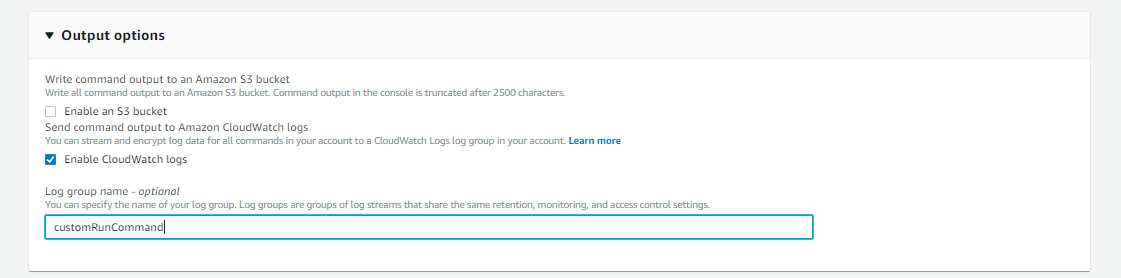 Output options
Write command output to an Amazon S3 bucket
Write all command output to an Amazon S3 bucket. Command output in the console is truncated after 2500 characters.
Enable an S3 bucket
Send command output to Amazon CloudWatch logs
You can stream and encrypt log data for all commands in your account to a CloudWatch Logs log group in your account. Learn more
Enable CloudWatch logs
Log group name - optional
You can specify the name of your log group. Log groups are groups of log streams that share the same retention, monitoring, and access control settings.
customRunCommand